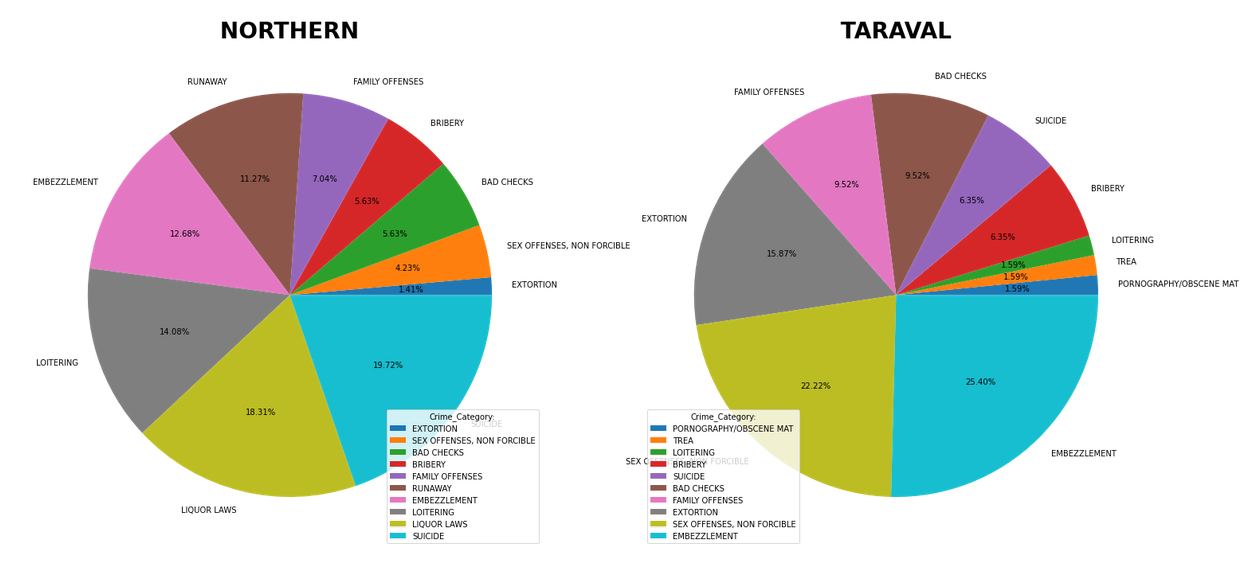 NORTHERN
RUNAWAY
FAMILY OFFENSES
BRIBERY
EMBEZZLEMENT
BAD CHECKS
SEX OFFENSES, NON FORCIBLE
EXTORTION
LOITERING
LIQUOR LAWS
SUICIDE
11.27%
7.04%
5.63%
12.68%
5.63%
4.23%
1.41%
14.08%
19.72%
18.31%
Crime_Category:
EXTORTION
SEX OFFENSES, NON FORCIBLE
BAD CHECKS
BRIBERY
FAMILY OFFENSES
RUNAWAY
EMBEZZLEMENT
LOITERING
LIQUOR LAWS
SUICIDE
TARAVAL
BAD CHECKS
FAMILY OFFENSES
SUICIDE
BRIBERY
EXTORTION
LOITERING
TREA
PORNOGRAPHY/OBSCENE MAT
EMBEZZLEMENT
SEX OFFENSES, NON FORCIBLE
9.52%
9.52%
6.35%
6.35%
15.87%
1.59%
1.59%
1.59%
22.22%
25.40%
Crime_Category:
PORNOGRAPHY/OBSCENE MAT
TREA
LOITERING
BRIBERY
SUICIDE
BAD CHECKS
FAMILY OFFENSES
EXTORTION
SEX OFFENSES, NON FORCIBLE
EMBEZZLEMENT